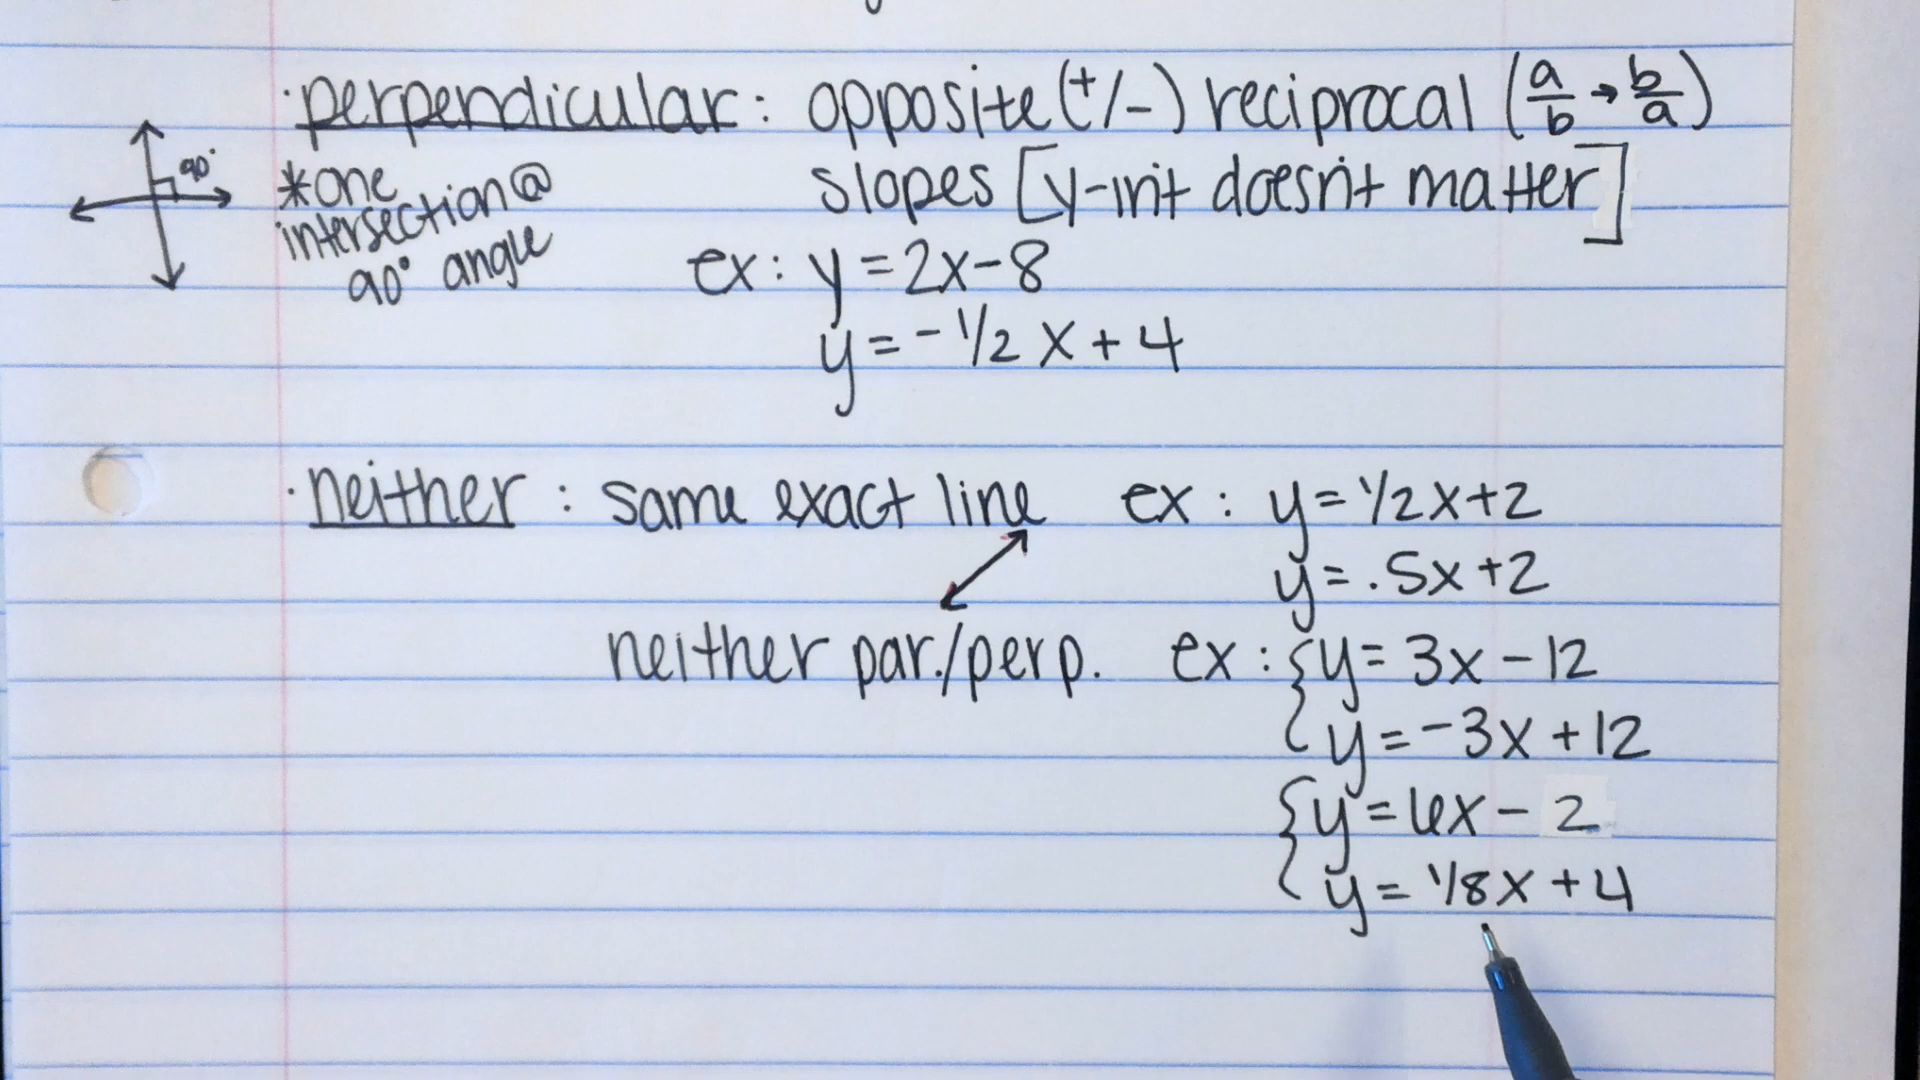 ·perpendicular: opposite (+/-) reciprocal (a/b → b/a)
90°
*one intersection @ 90° angle
slopes [y-int doesn't matter]
ex: y = 2x - 8
y = - 1/2 x + 4
·neither: same exact line ex: y = 1/2x + 2
y = .5x + 2
neither par./perp. ex: { y = 3x - 12
y = -3x + 12
{ y = 6x - 2
y = 1/8x + 4